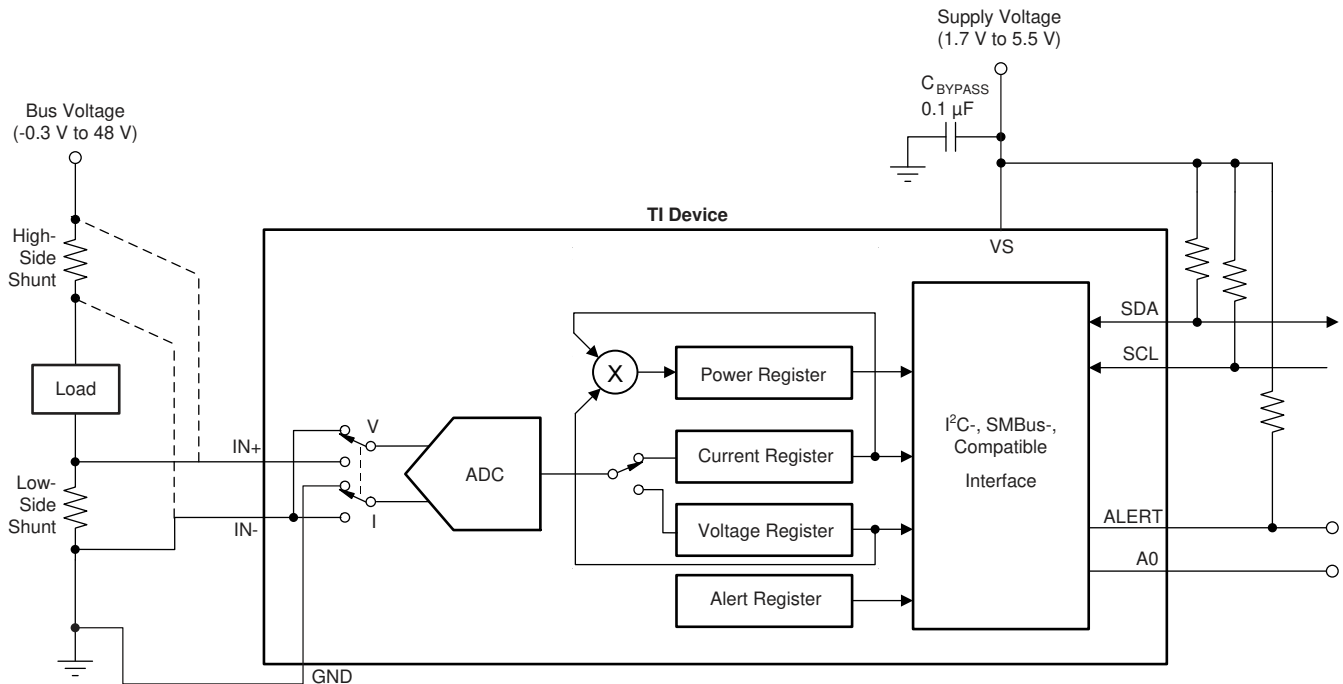 Supply Voltage
(1.7 V to 5.5 V)
C_BYPASS
0.1 µF
Bus Voltage
(-0.3 V to 48 V)
TI Device
VS
High-
Side
Shunt
SDA
SCL
X
Power Register
Load
I²C-, SMBus-,
Compatible
Interface
V
IN+
ADC
Current Register
Low-
Side
Shunt
I
IN-
Voltage Register
ALERT
A0
Alert Register
GND